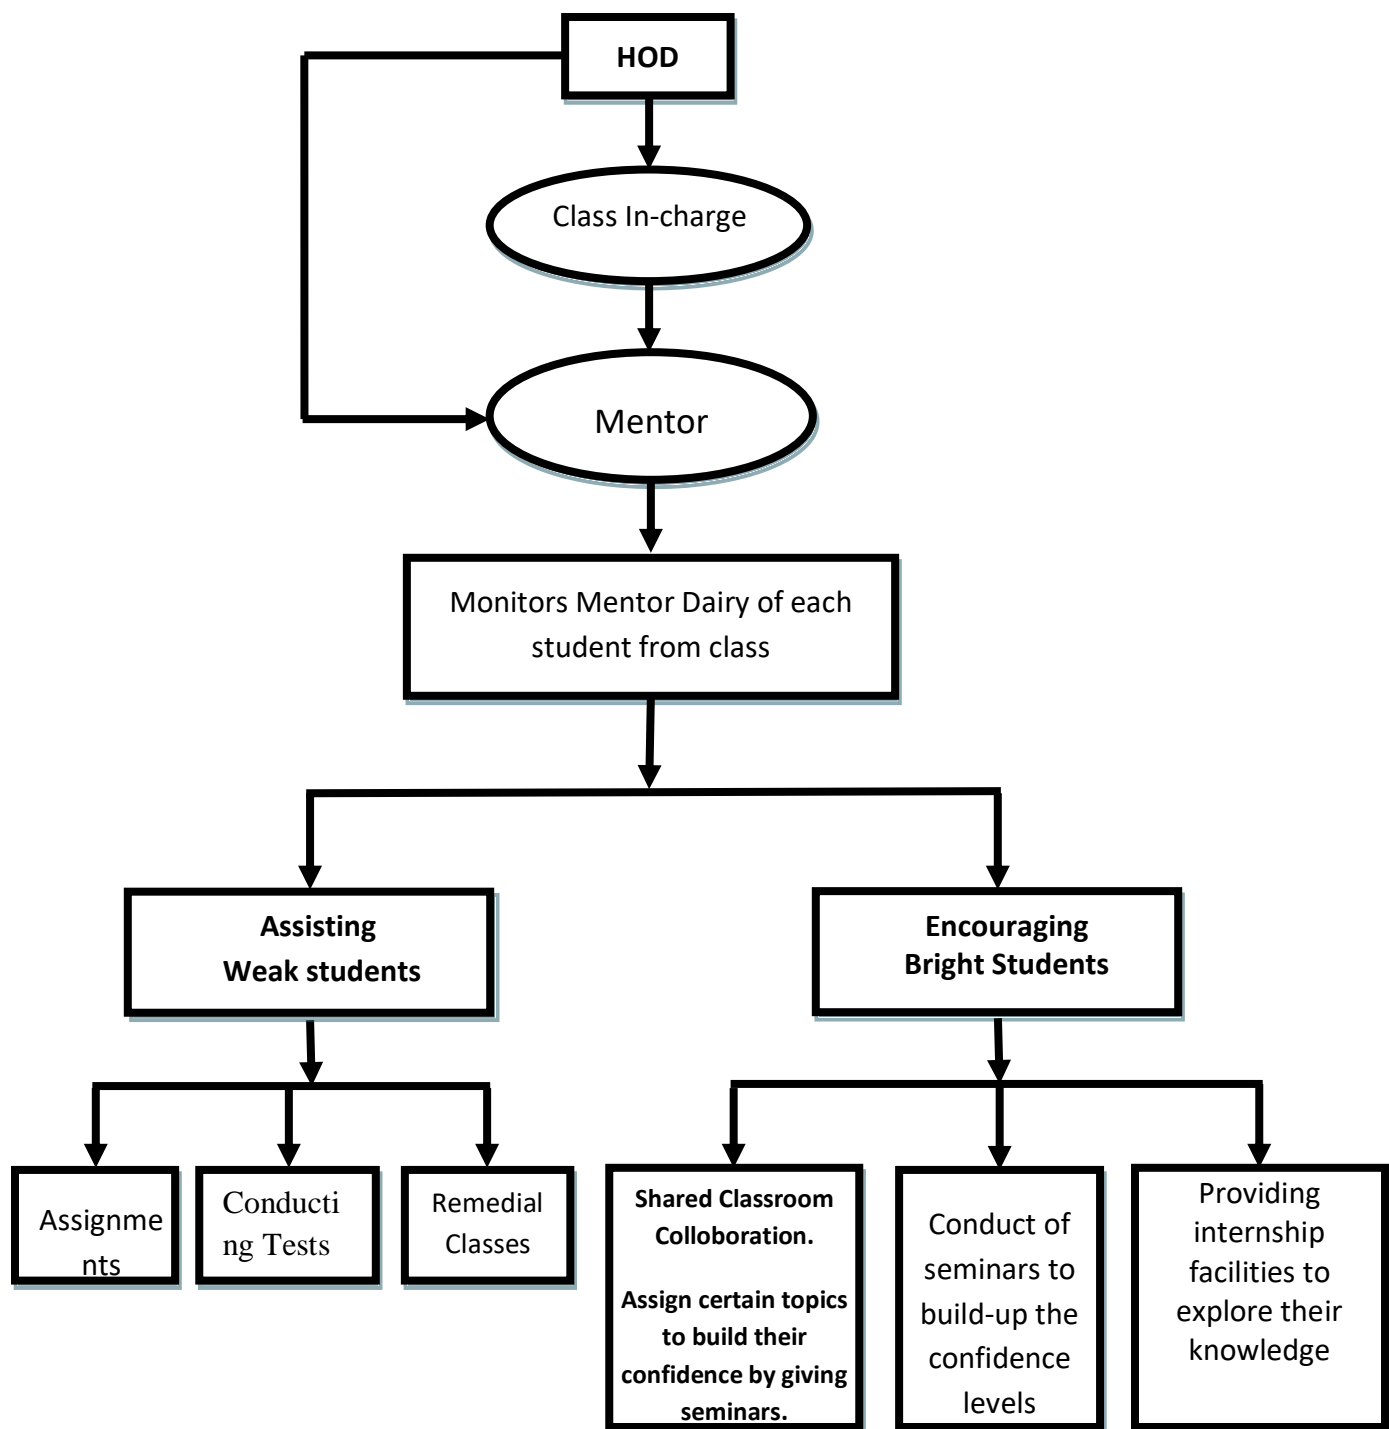 HOD
Class In-charge
Mentor
Monitors Mentor Dairy of each
student from class
Assisting
Weak students
Encouraging
Bright Students
Assignme
nts
Conducti
ng Tests
Remedial
Classes
Shared Classroom
Colloboration.
Assign certain topics
to build their
confidence by giving
seminars.
Conduct of
seminars to
build-up the
confidence
levels
Providing
internship
facilities to
explore their
knowledge